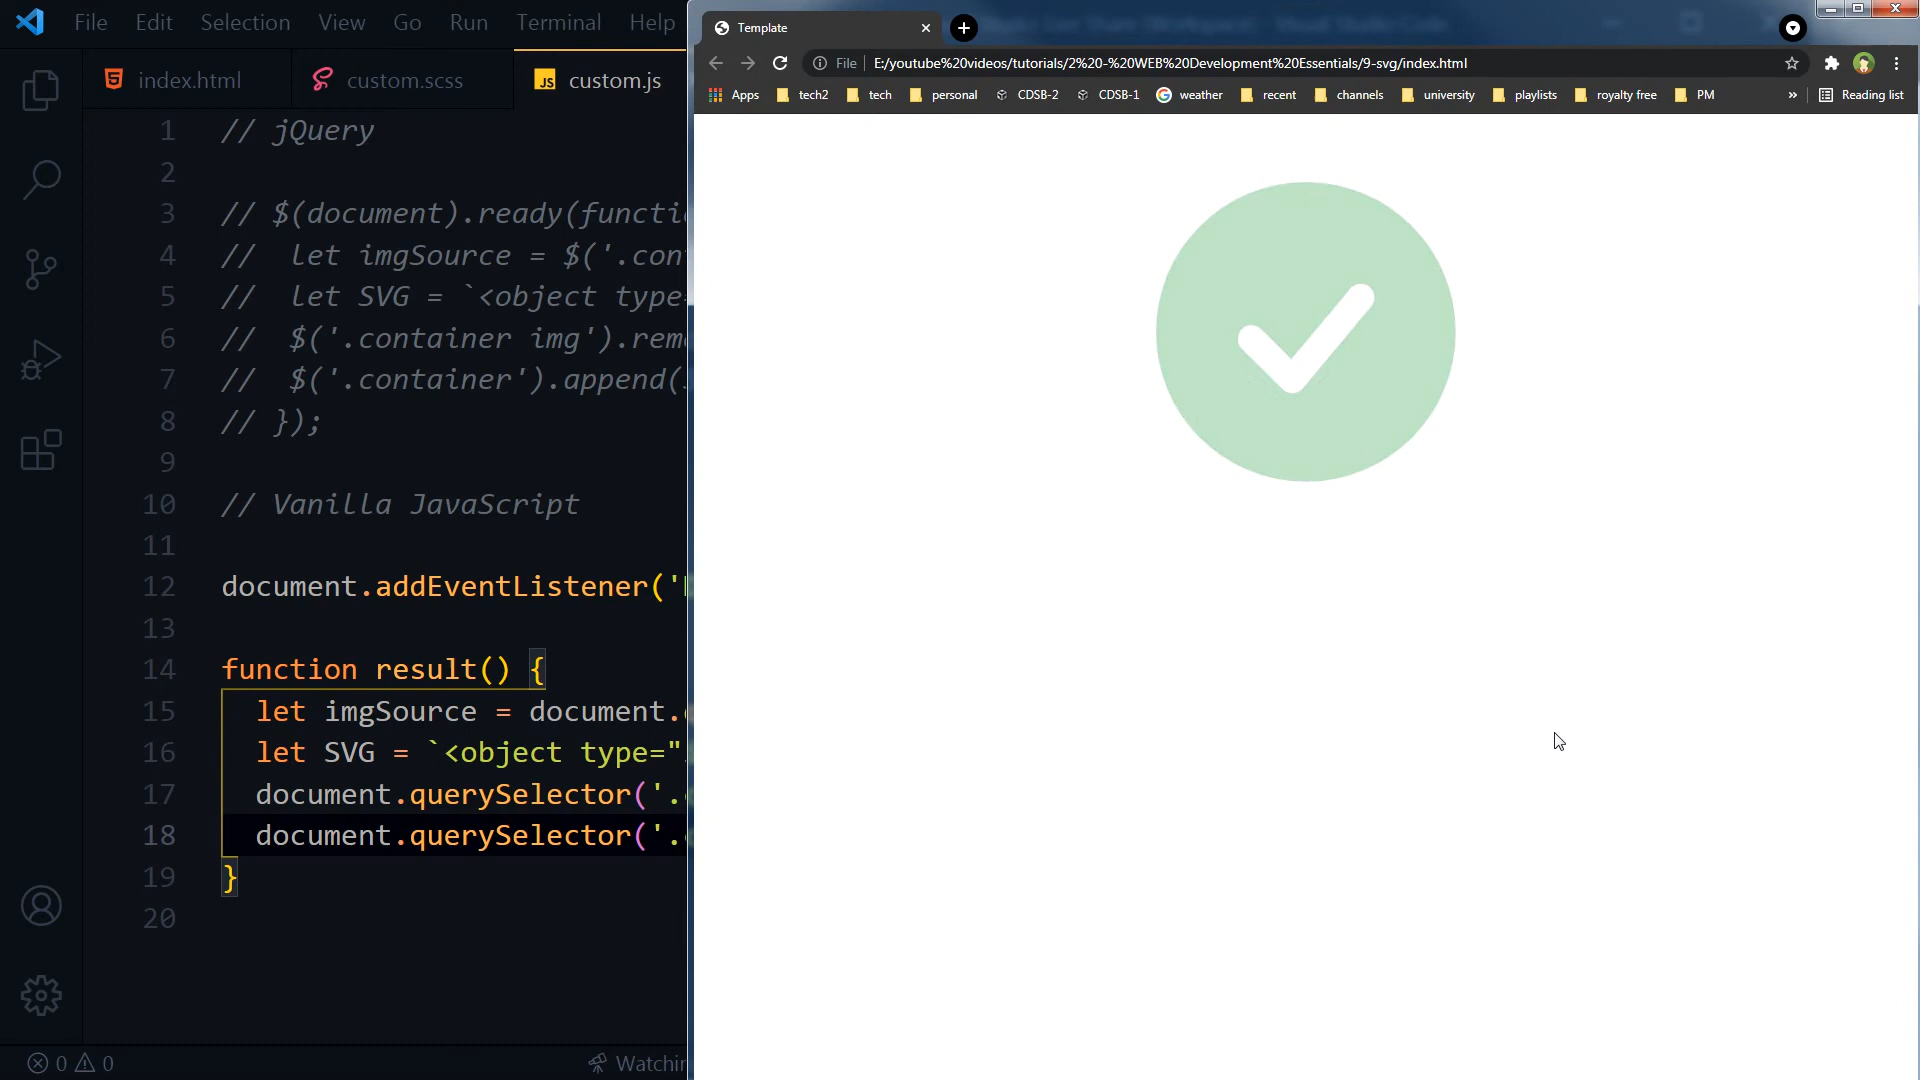 File Edit Selection View Go Run Terminal Help
index.html custom.scss custom.js
1 // jQuery
2
3 // $(document).ready(functi
4 // let imgSource = $('.con
5 // let SVG = `<object type=
6 // $('.container img').rem
7 // $('.container').append(
8 // });
9
10 // Vanilla JavaScript
11
12 document.addEventListener('
13
14 function result() {
15 let imgSource = document.
16 let SVG = `<object type="
17 document.querySelector('.
18 document.querySelector('.
19 }
20
0 0 Watchin
Template
File E:/youtube%20videos/tutorials/2%20-%20WEB%20Development%20Essentials/9-svg/index.html
Apps tech2 tech personal CDSB-2 CDSB-1 weather recent channels university playlists royalty free PM » Reading list